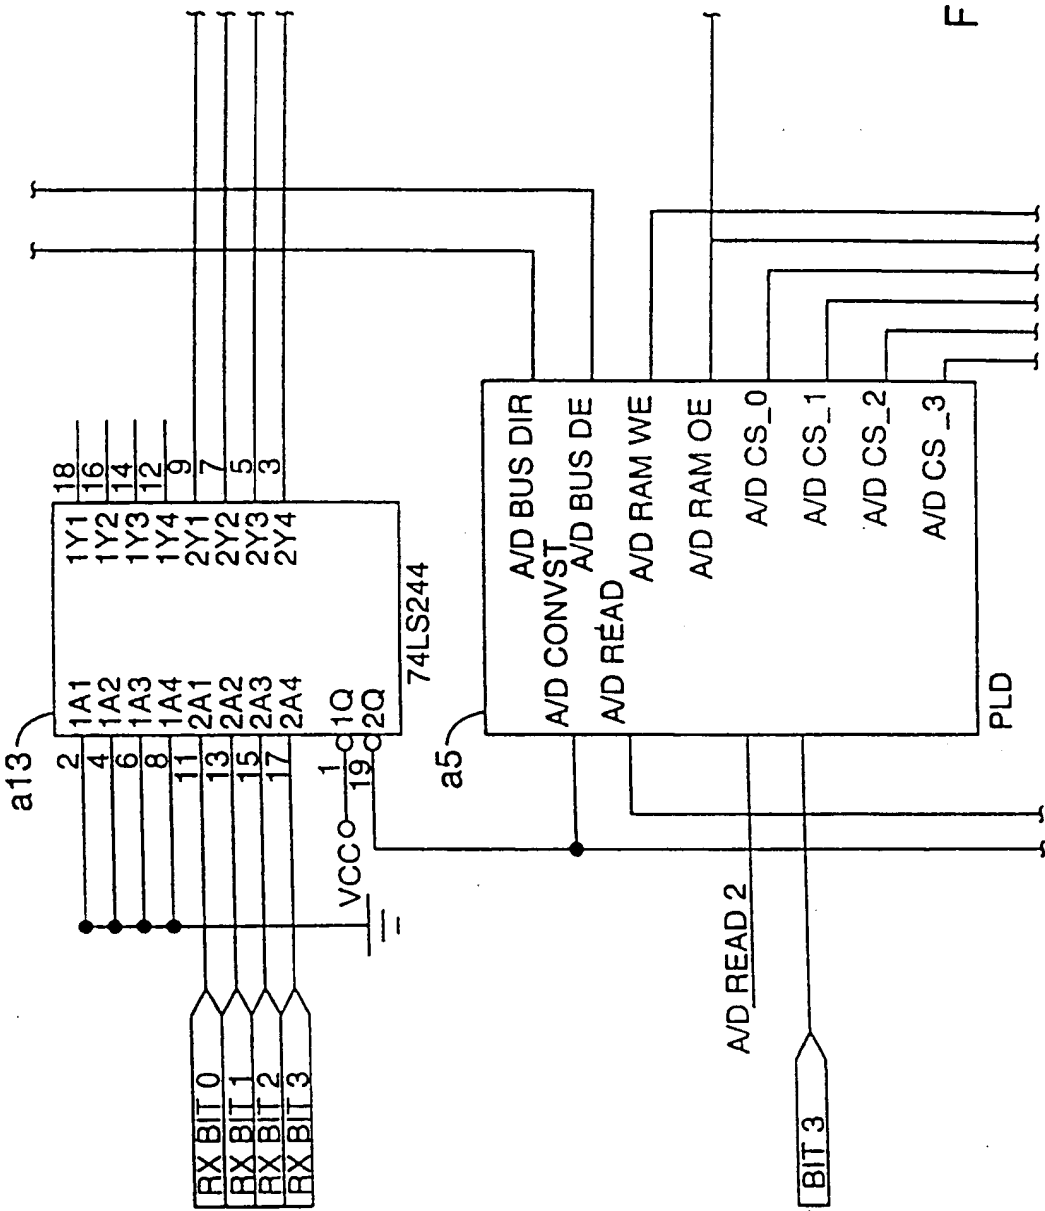 a13
2 1A1
4 1A2
6 1A3
8 1A4
11 2A1
13 2A2
15 2A3
17 2A4
1 1Q
19 2Q
1Y1 18
1Y2 16
1Y3 14
1Y4 12
2Y1 9
2Y2 7
2Y3 5
2Y4 3
74LS244
VCC
RX BIT 0
RX BIT 1
RX BIT 2
RX BIT 3
a5
A/D BUS DIR
A/D CONVST
A/D BUS DE
A/D READ
A/D RAM WE
A/D RAM OE
A/D CS_0
A/D CS_1
A/D CS_2
A/D CS_3
PLD
A/D READ 2
BIT 3
F